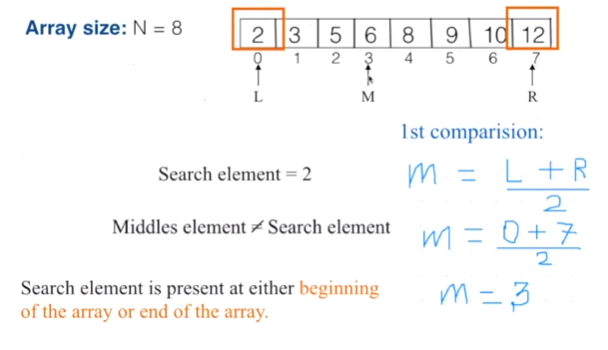 Array size: N = 8
2 3 5 6 8 9 10 12
0 1 2 3 4 5 6 7
L M R
1st comparision:
Search element = 2
m = L + R
2
Middles element ≠ Search element
m = 0 + 7
2
Search element is present at either beginning
of the array or end of the array.
m = 3